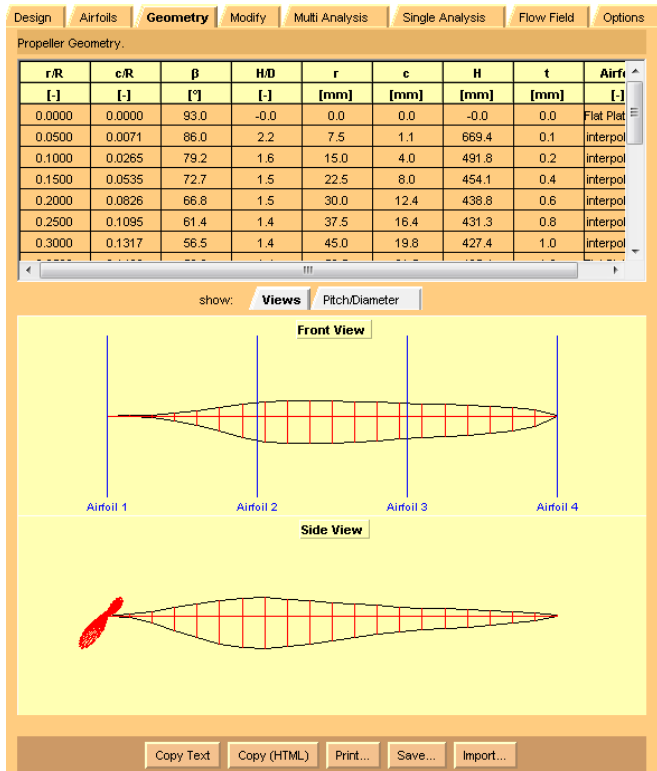 Design Airfoils Geometry Modify Multi Analysis Single Analysis Flow Field Options
Propeller Geometry.
r/R c/R β H/D r c H t Airfo
[-] [-] [°] [-] [mm] [mm] [mm] [mm] [-]
0.0000 0.0000 93.0 -0.0 0.0 0.0 -0.0 0.0 Flat Plat
0.0500 0.0071 86.0 2.2 7.5 1.1 669.4 0.1 interpol
0.1000 0.0265 79.2 1.6 15.0 4.0 491.8 0.2 interpol
0.1500 0.0535 72.7 1.5 22.5 8.0 454.1 0.4 interpol
0.2000 0.0826 66.8 1.5 30.0 12.4 438.8 0.6 interpol
0.2500 0.1095 61.4 1.4 37.5 16.4 431.3 0.8 interpol
0.3000 0.1317 56.5 1.4 45.0 19.8 427.4 1.0 interpol
show: Views Pitch/Diameter
Front View
Airfoil 1 Airfoil 2 Airfoil 3 Airfoil 4
Side View
Copy Text Copy (HTML) Print... Save... Import...